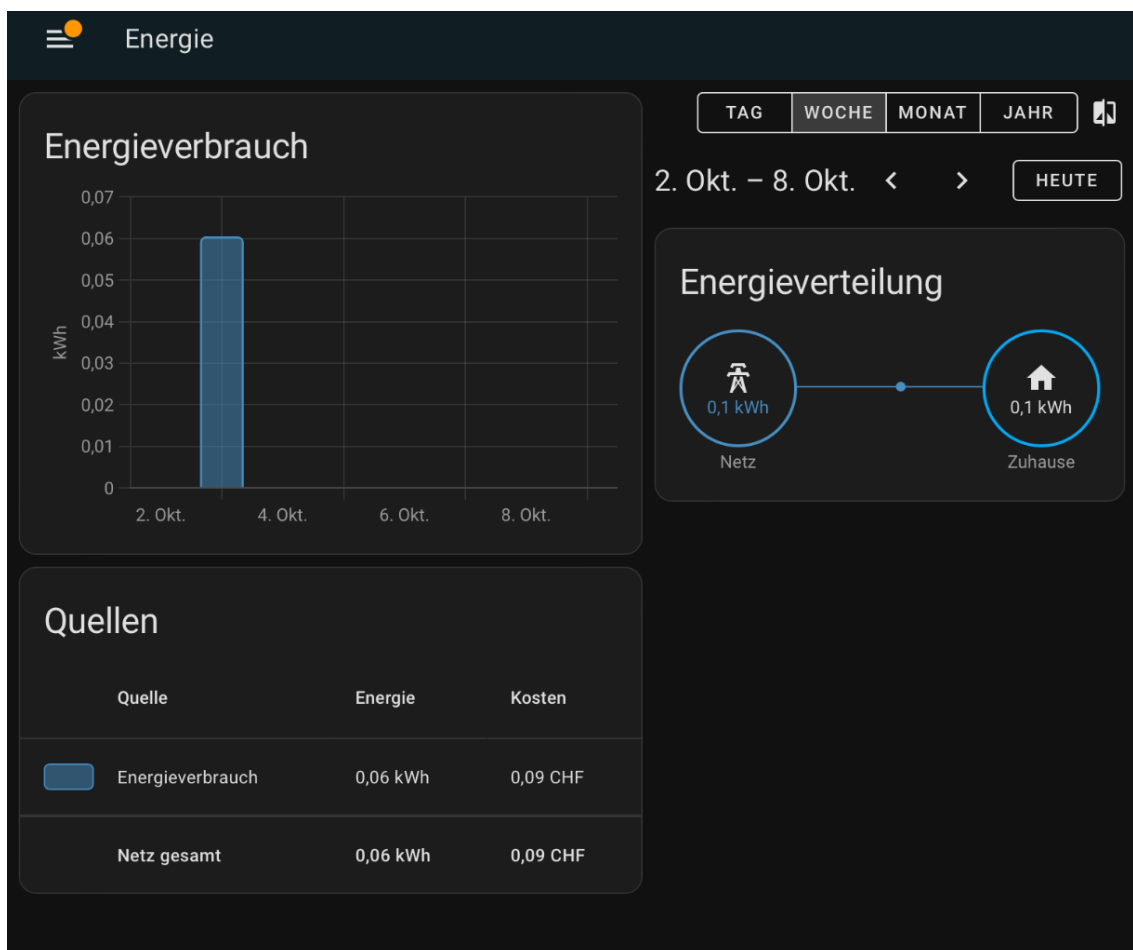 Energie
Energieverbrauch
0,07
0,06
0,05
0,04
0,03
0,02
0,01
0
kWh
2. Okt.
4. Okt.
6. Okt.
8. Okt.
TAG
WOCHE
MONAT
JAHR
2. Okt. – 8. Okt.
HEUTE
Energieverteilung
0,1 kWh
0,1 kWh
Netz
Zuhause
Quellen
Quelle Energie Kosten
Energieverbrauch 0,06 kWh 0,09 CHF
Netz gesamt 0,06 kWh 0,09 CHF